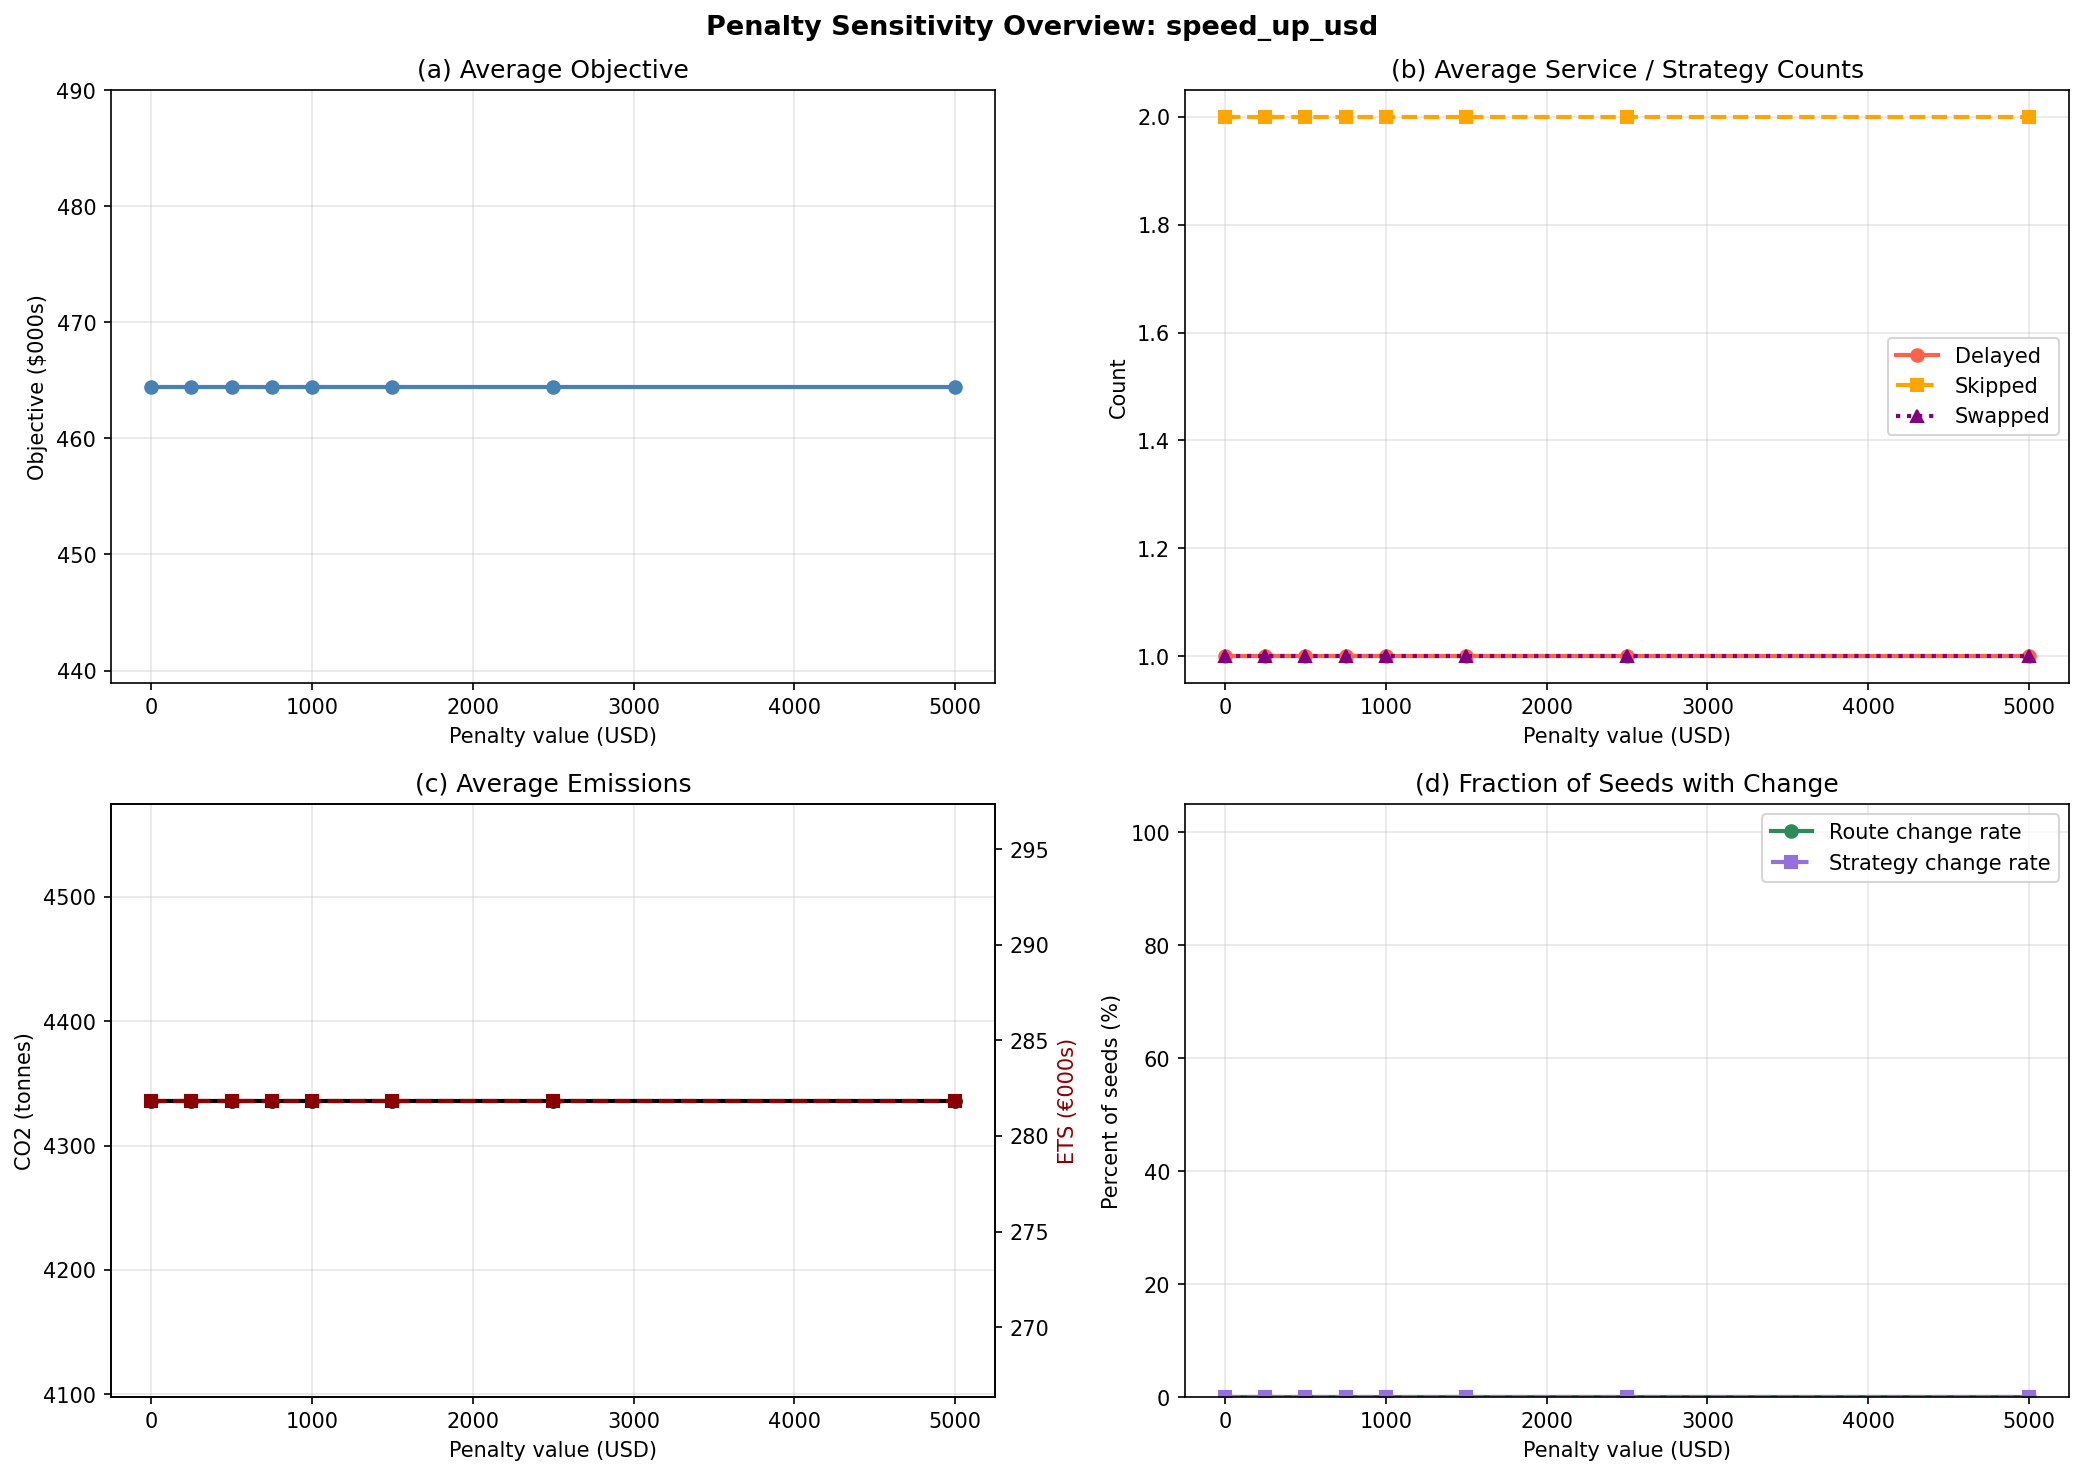 Penalty Sensitivity Overview: speed_up_usd
(a) Average Objective
490
480
470
460
450
440
Objective ($000s)
0 1000 2000 3000 4000 5000
Penalty value (USD)
(b) Average Service / Strategy Counts
2.0
1.8
1.6
1.4
1.2
1.0
Count
Delayed
Skipped
Swapped
0 1000 2000 3000 4000 5000
Penalty value (USD)
(c) Average Emissions
4500
4400
4300
4200
4100
CO2 (tonnes)
295
290
285
280
275
270
ETS (€000s)
0 1000 2000 3000 4000 5000
Penalty value (USD)
(d) Fraction of Seeds with Change
100
80
60
40
20
0
Percent of seeds (%)
Route change rate
Strategy change rate
0 1000 2000 3000 4000 5000
Penalty value (USD)